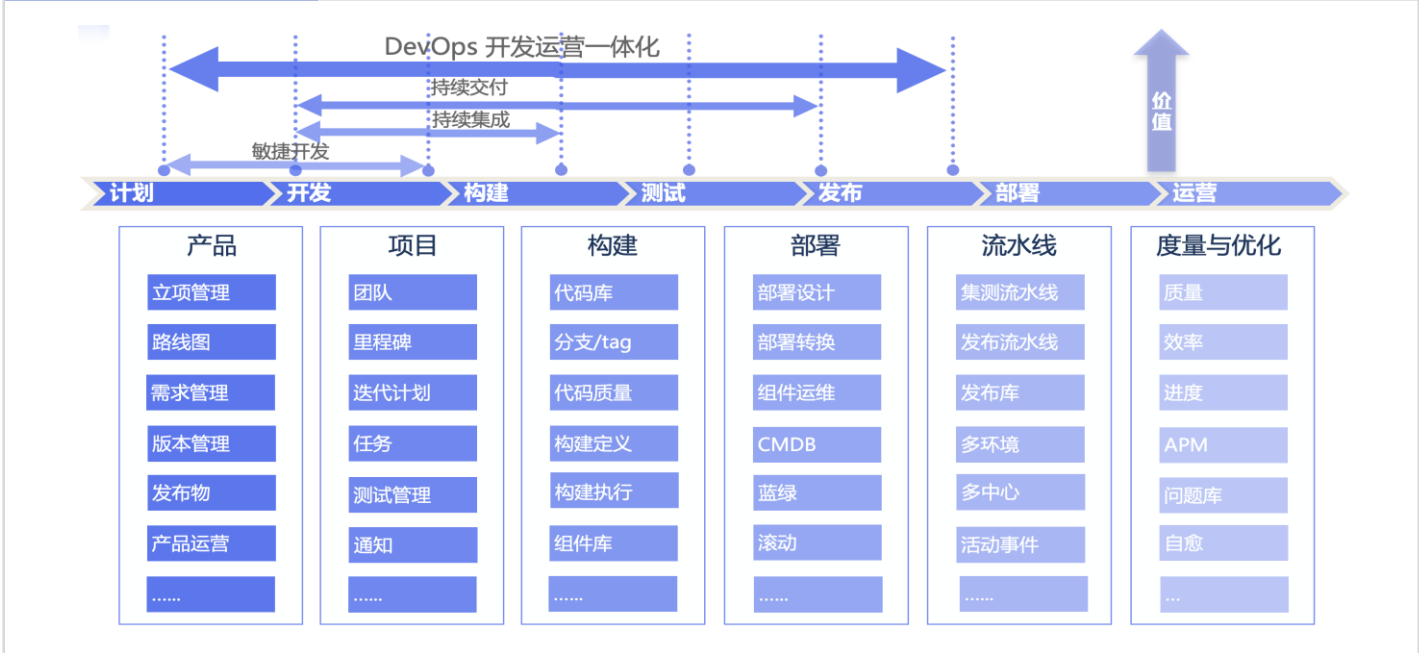 DevOps 开发运营一体化
持续交付
持续集成
敏捷开发
价值
计划 开发 构建 测试 发布 部署 运营
产品
立项管理
路线图
需求管理
版本管理
发布物
产品运营
......
项目
团队
里程碑
迭代计划
任务
测试管理
通知
......
构建
代码库
分支/tag
代码质量
构建定义
构建执行
组件库
......
部署
部署设计
部署转换
组件运维
CMDB
蓝绿
滚动
......
流水线
集测流水线
发布流水线
发布库
多环境
多中心
活动事件
......
度量与优化
质量
效率
进度
APM
问题库
自愈
...